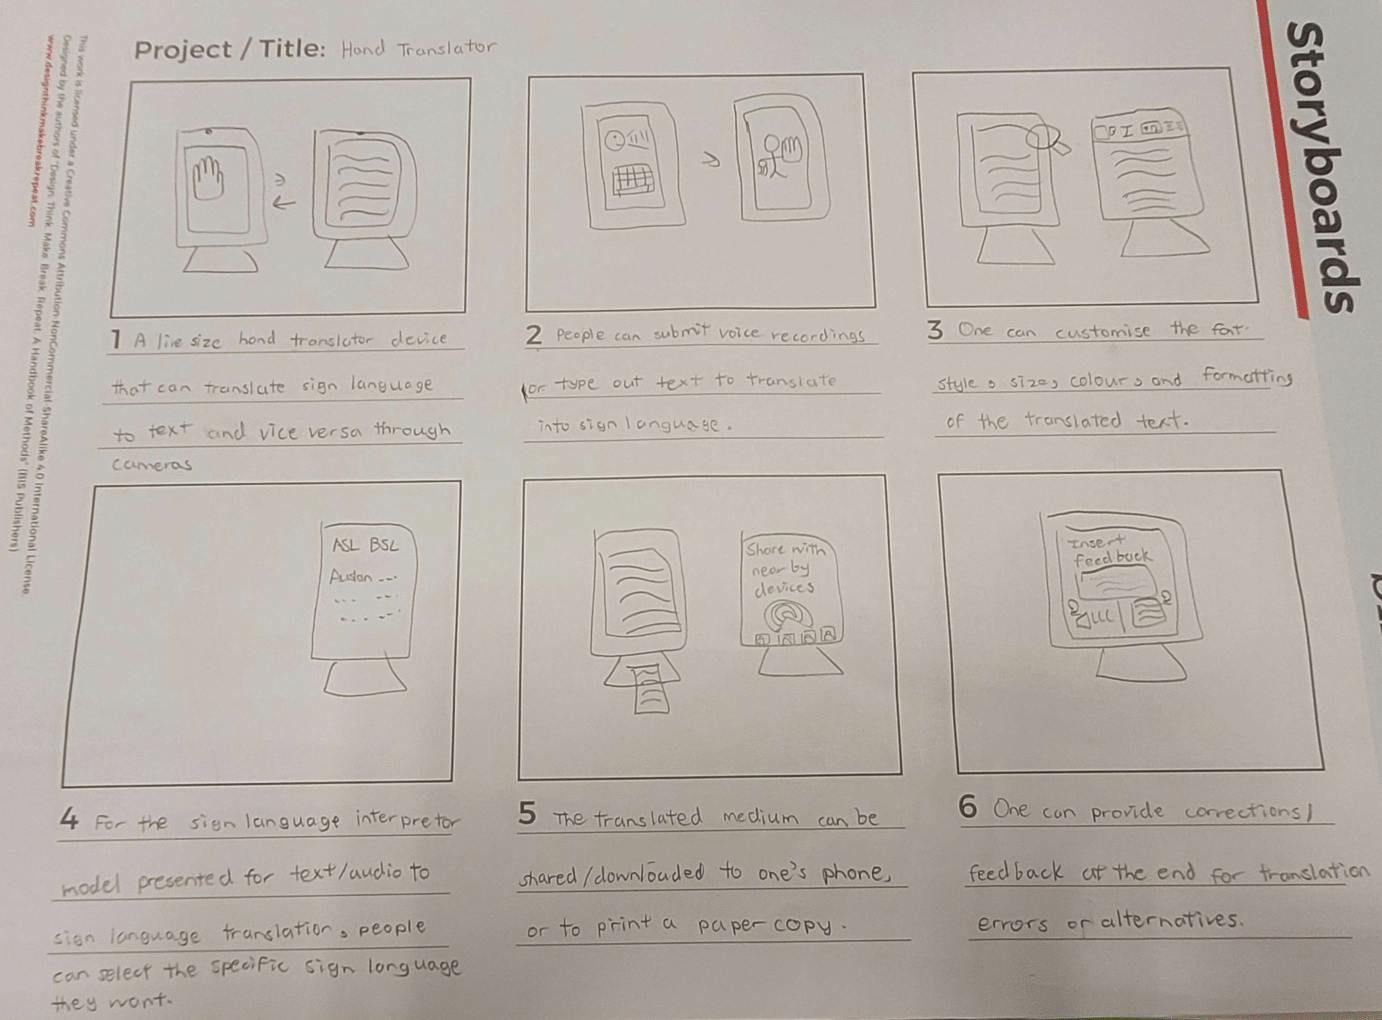 Storyboards
Project / Title: Hand Translator
1 A live size hand translator device
that can translate sign language
to text and vice versa through
cameras
2 People can submit voice recordings
or type out text to translate
into sign language.
3 One can customise the font
style, size, colour, and formatting
of the translated text.
ASL BSL
Auslan ---
Share with
nearby
devices
Insert
feedback
4 For the sign language interpretor
model presented for text/audio to
sign language translation, people
can select the specific sign language
they want.
5 The translated medium can be
shared/downloaded to one's phone,
or to print a paper copy.
6 One can provide corrections/
feedback at the end for translation
errors or alternatives.
This work is licensed under a Creative Commons Attribution-NonCommercial-ShareAlike 4.0 International License.
Designed by the authors of "Design. Think. Make. Break. Repeat. A Handbook of Methods" (BIS Publishers)
www.designthinkmakebreakrepeat.com